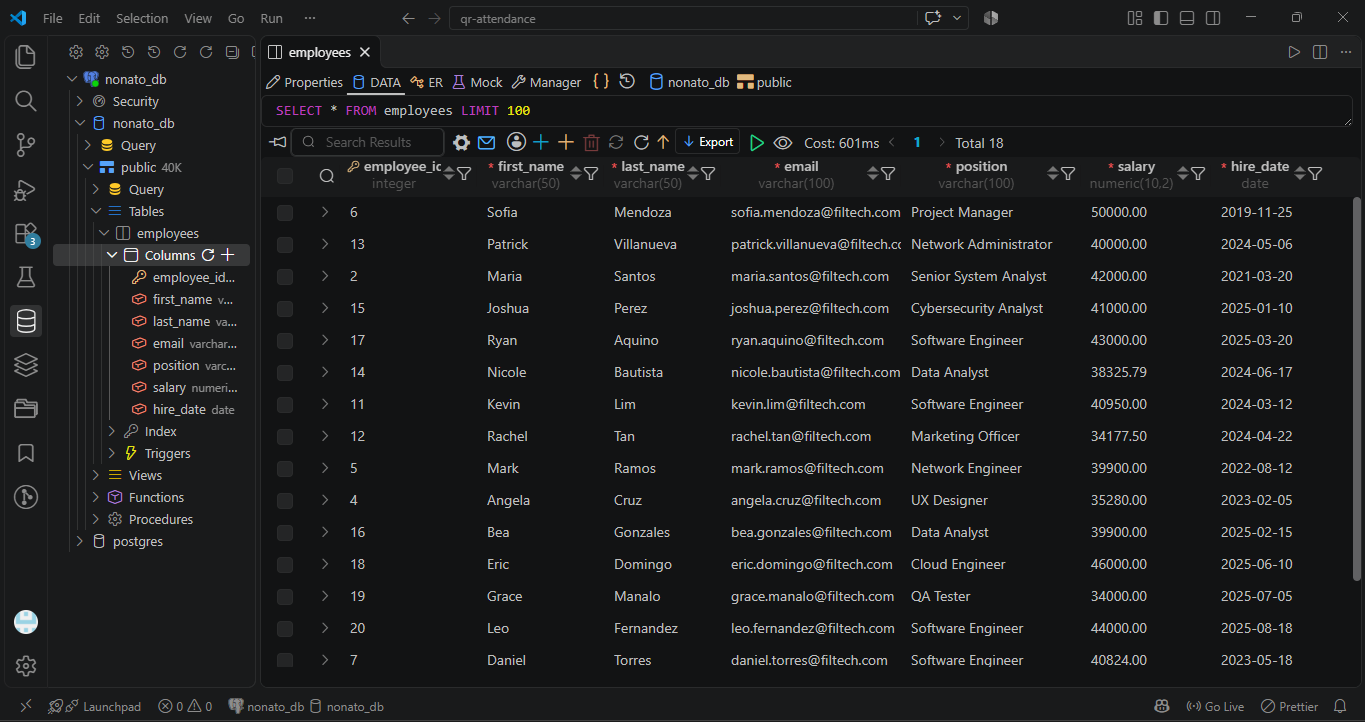 File Edit Selection View Go Run ··· qr-attendance
employees
Properties DATA ER Mock Manager { } nonato_db public
SELECT * FROM employees LIMIT 100
Search Results Export Cost: 601ms 1 Total 18
employee_ic * first_name * last_name * email * position * salary * hire_date
integer varchar(50) varchar(50) varchar(100) varchar(100) numeric(10,2) date
6 Sofia Mendoza sofia.mendoza@filtech.com Project Manager 50000.00 2019-11-25
13 Patrick Villanueva patrick.villanueva@filtech.cc Network Administrator 40000.00 2024-05-06
2 Maria Santos maria.santos@filtech.com Senior System Analyst 42000.00 2021-03-20
15 Joshua Perez joshua.perez@filtech.com Cybersecurity Analyst 41000.00 2025-01-10
17 Ryan Aquino ryan.aquino@filtech.com Software Engineer 43000.00 2025-03-20
14 Nicole Bautista nicole.bautista@filtech.com Data Analyst 38325.79 2024-06-17
11 Kevin Lim kevin.lim@filtech.com Software Engineer 40950.00 2024-03-12
12 Rachel Tan rachel.tan@filtech.com Marketing Officer 34177.50 2024-04-22
5 Mark Ramos mark.ramos@filtech.com Network Engineer 39900.00 2022-08-12
4 Angela Cruz angela.cruz@filtech.com UX Designer 35280.00 2023-02-05
16 Bea Gonzales bea.gonzales@filtech.com Data Analyst 39900.00 2025-02-15
18 Eric Domingo eric.domingo@filtech.com Cloud Engineer 46000.00 2025-06-10
19 Grace Manalo grace.manalo@filtech.com QA Tester 34000.00 2025-07-05
20 Leo Fernandez leo.fernandez@filtech.com Software Engineer 44000.00 2025-08-18
7 Daniel Torres daniel.torres@filtech.com Software Engineer 40824.00 2023-05-18
nonato_db
Security
nonato_db
Query
public 40K
Query
Tables
employees
Columns
employee_id...
first_name v...
last_name va...
email varchar...
position varc...
salary numeri...
hire_date date
Index
Triggers
Views
Functions
Procedures
postgres
3
Launchpad 0 0 nonato_db nonato_db Go Live Prettier